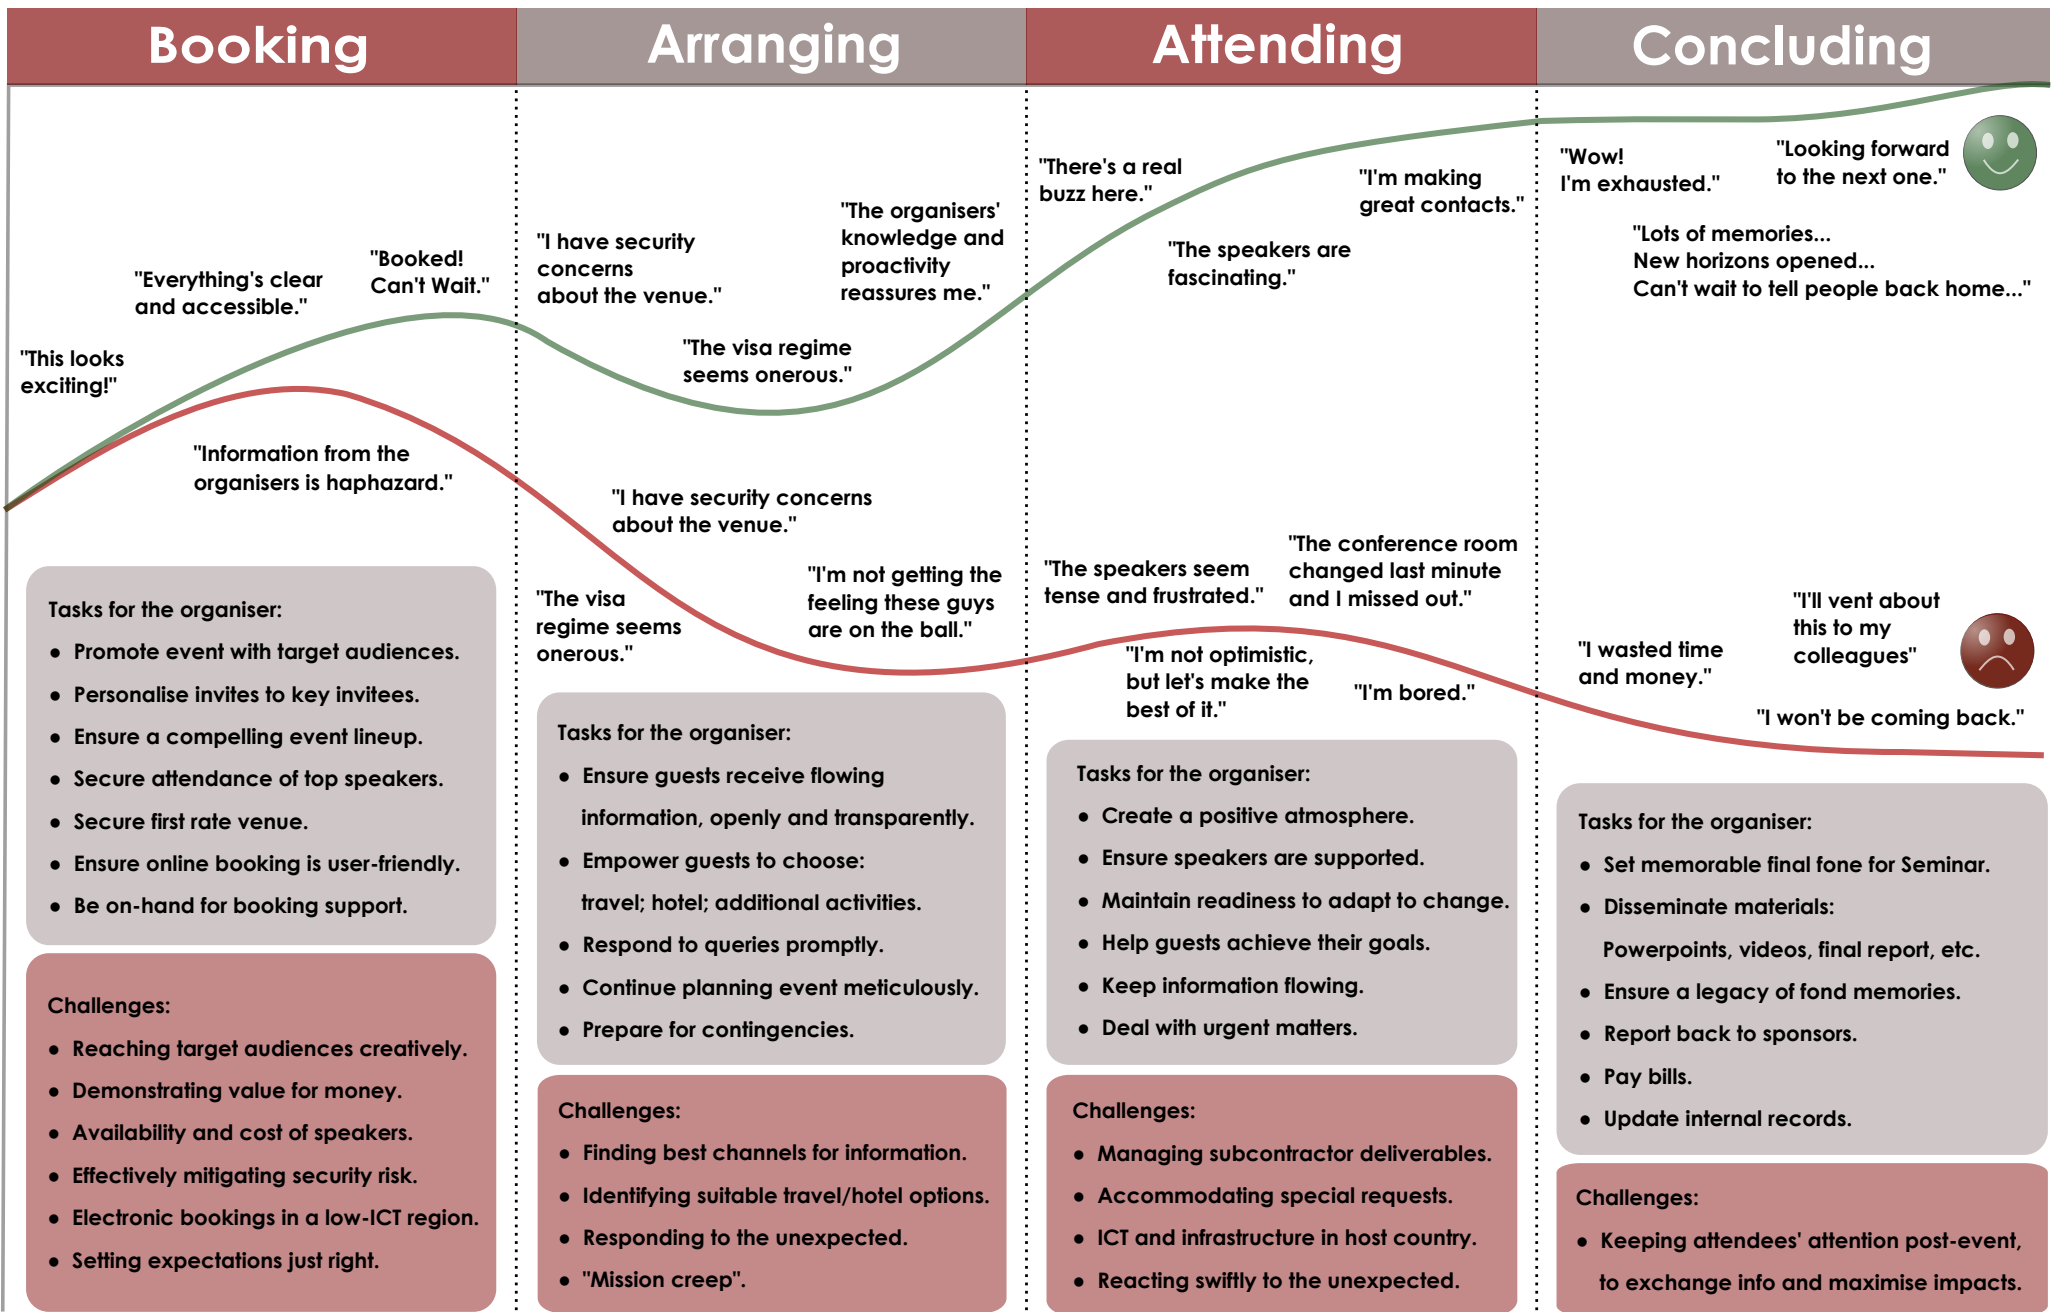 Booking
Arranging
Attending
Concluding
"This looks
exciting!"
"Everything's clear
and accessible."
"Booked!
Can't Wait."
"Information from the
organisers is haphazard."
Tasks for the organiser:
● Promote event with target audiences.
● Personalise invites to key invitees.
● Ensure a compelling event lineup.
● Secure attendance of top speakers.
● Secure first rate venue.
● Ensure online booking is user-friendly.
● Be on-hand for booking support.
Challenges:
● Reaching target audiences creatively.
● Demonstrating value for money.
● Availability and cost of speakers.
● Effectively mitigating security risk.
● Electronic bookings in a low-ICT region.
● Setting expectations just right.
"I have security
concerns
about the venue."
"The organisers'
knowledge and
proactivity
reassures me."
"The visa regime
seems onerous."
"I have security concerns
about the venue."
"The visa
regime seems
onerous."
"I'm not getting the
feeling these guys
are on the ball."
Tasks for the organiser:
● Ensure guests receive flowing
information, openly and transparently.
● Empower guests to choose:
travel; hotel; additional activities.
● Respond to queries promptly.
● Continue planning event meticulously.
● Prepare for contingencies.
Challenges:
● Finding best channels for information.
● Identifying suitable travel/hotel options.
● Responding to the unexpected.
● "Mission creep".
"There's a real
buzz here."
"I'm making
great contacts."
"The speakers are
fascinating."
"The speakers seem
tense and frustrated."
"The conference room
changed last minute
and I missed out."
"I'm not optimistic,
but let's make the
best of it."
"I'm bored."
Tasks for the organiser:
● Create a positive atmosphere.
● Ensure speakers are supported.
● Maintain readiness to adapt to change.
● Help guests achieve their goals.
● Keep information flowing.
● Deal with urgent matters.
Challenges:
● Managing subcontractor deliverables.
● Accommodating special requests.
● ICT and infrastructure in host country.
● Reacting swiftly to the unexpected.
"Wow!
I'm exhausted."
"Looking forward
to the next one."
"Lots of memories...
New horizons opened...
Can't wait to tell people back home..."
"I wasted time
and money."
"I'll vent about
this to my
colleagues"
"I won't be coming back."
Tasks for the organiser:
● Set memorable final fone for Seminar.
● Disseminate materials:
Powerpoints, videos, final report, etc.
● Ensure a legacy of fond memories.
● Report back to sponsors.
● Pay bills.
● Update internal records.
Challenges:
● Keeping attendees' attention post-event,
to exchange info and maximise impacts.